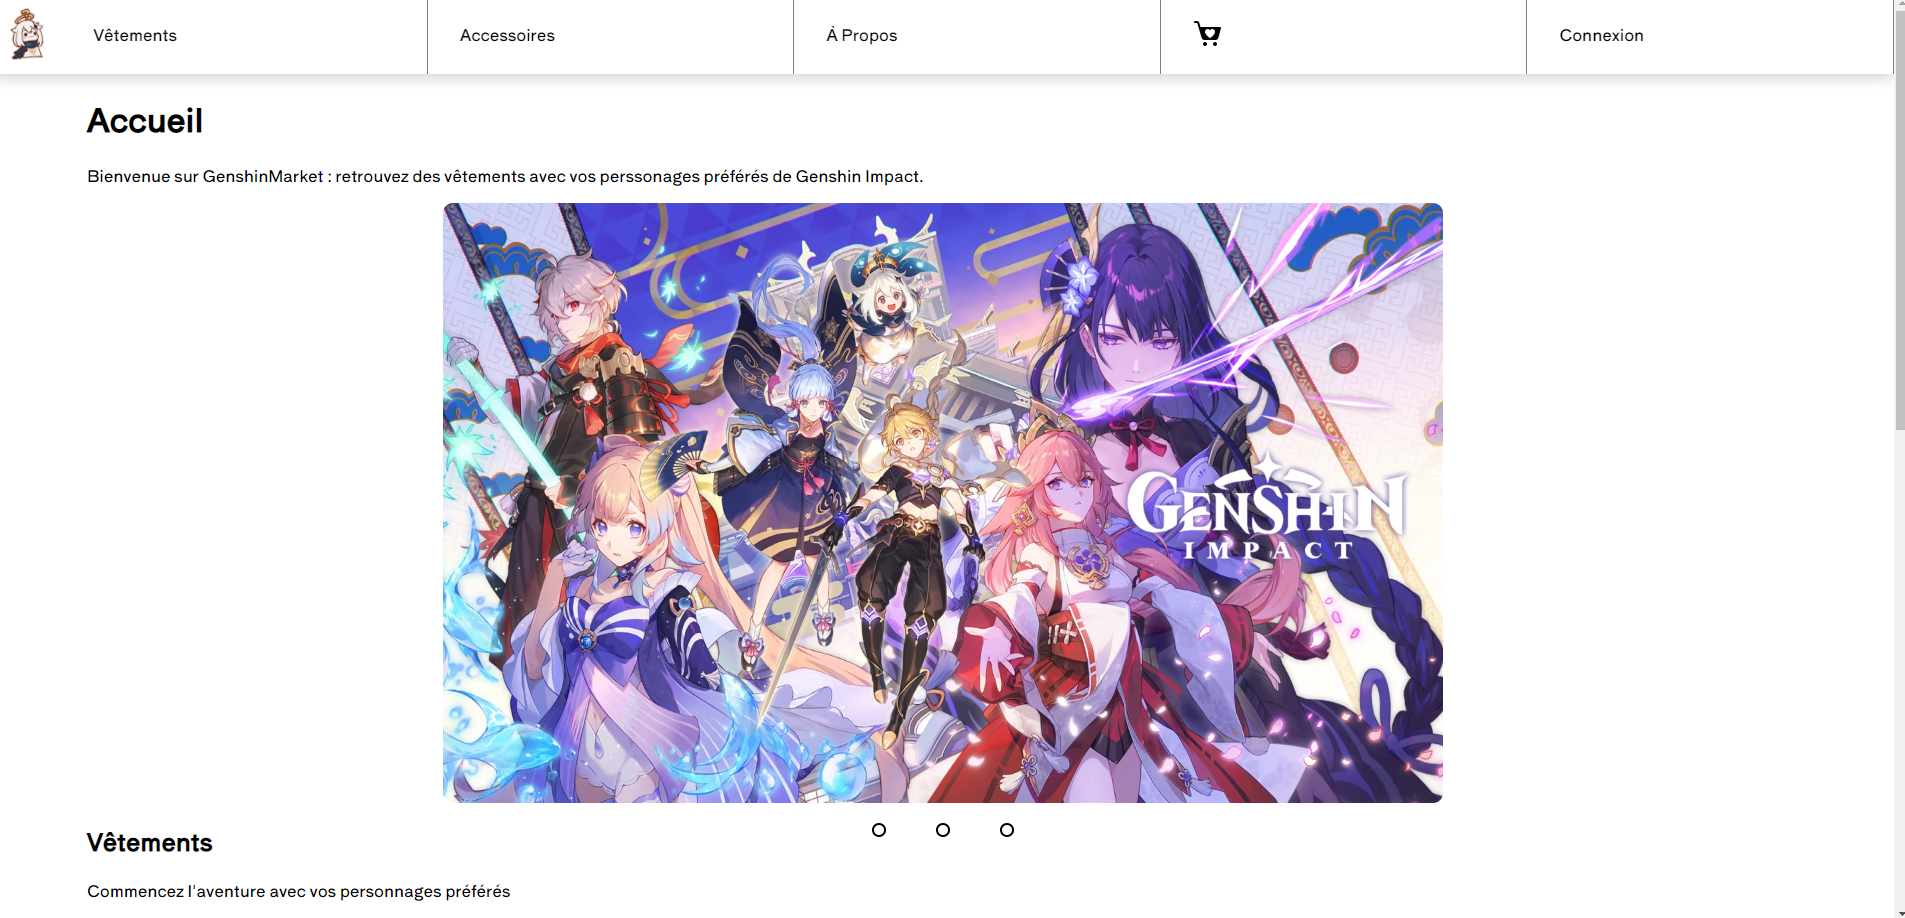 Vêtements
Accessoires
À Propos
Connexion
Accueil
Bienvenue sur GenshinMarket : retrouvez des vêtements avec vos perssonages préférés de Genshin Impact.
GENSHIN
IMPACT
Vêtements
Commencez l'aventure avec vos personnages préférés